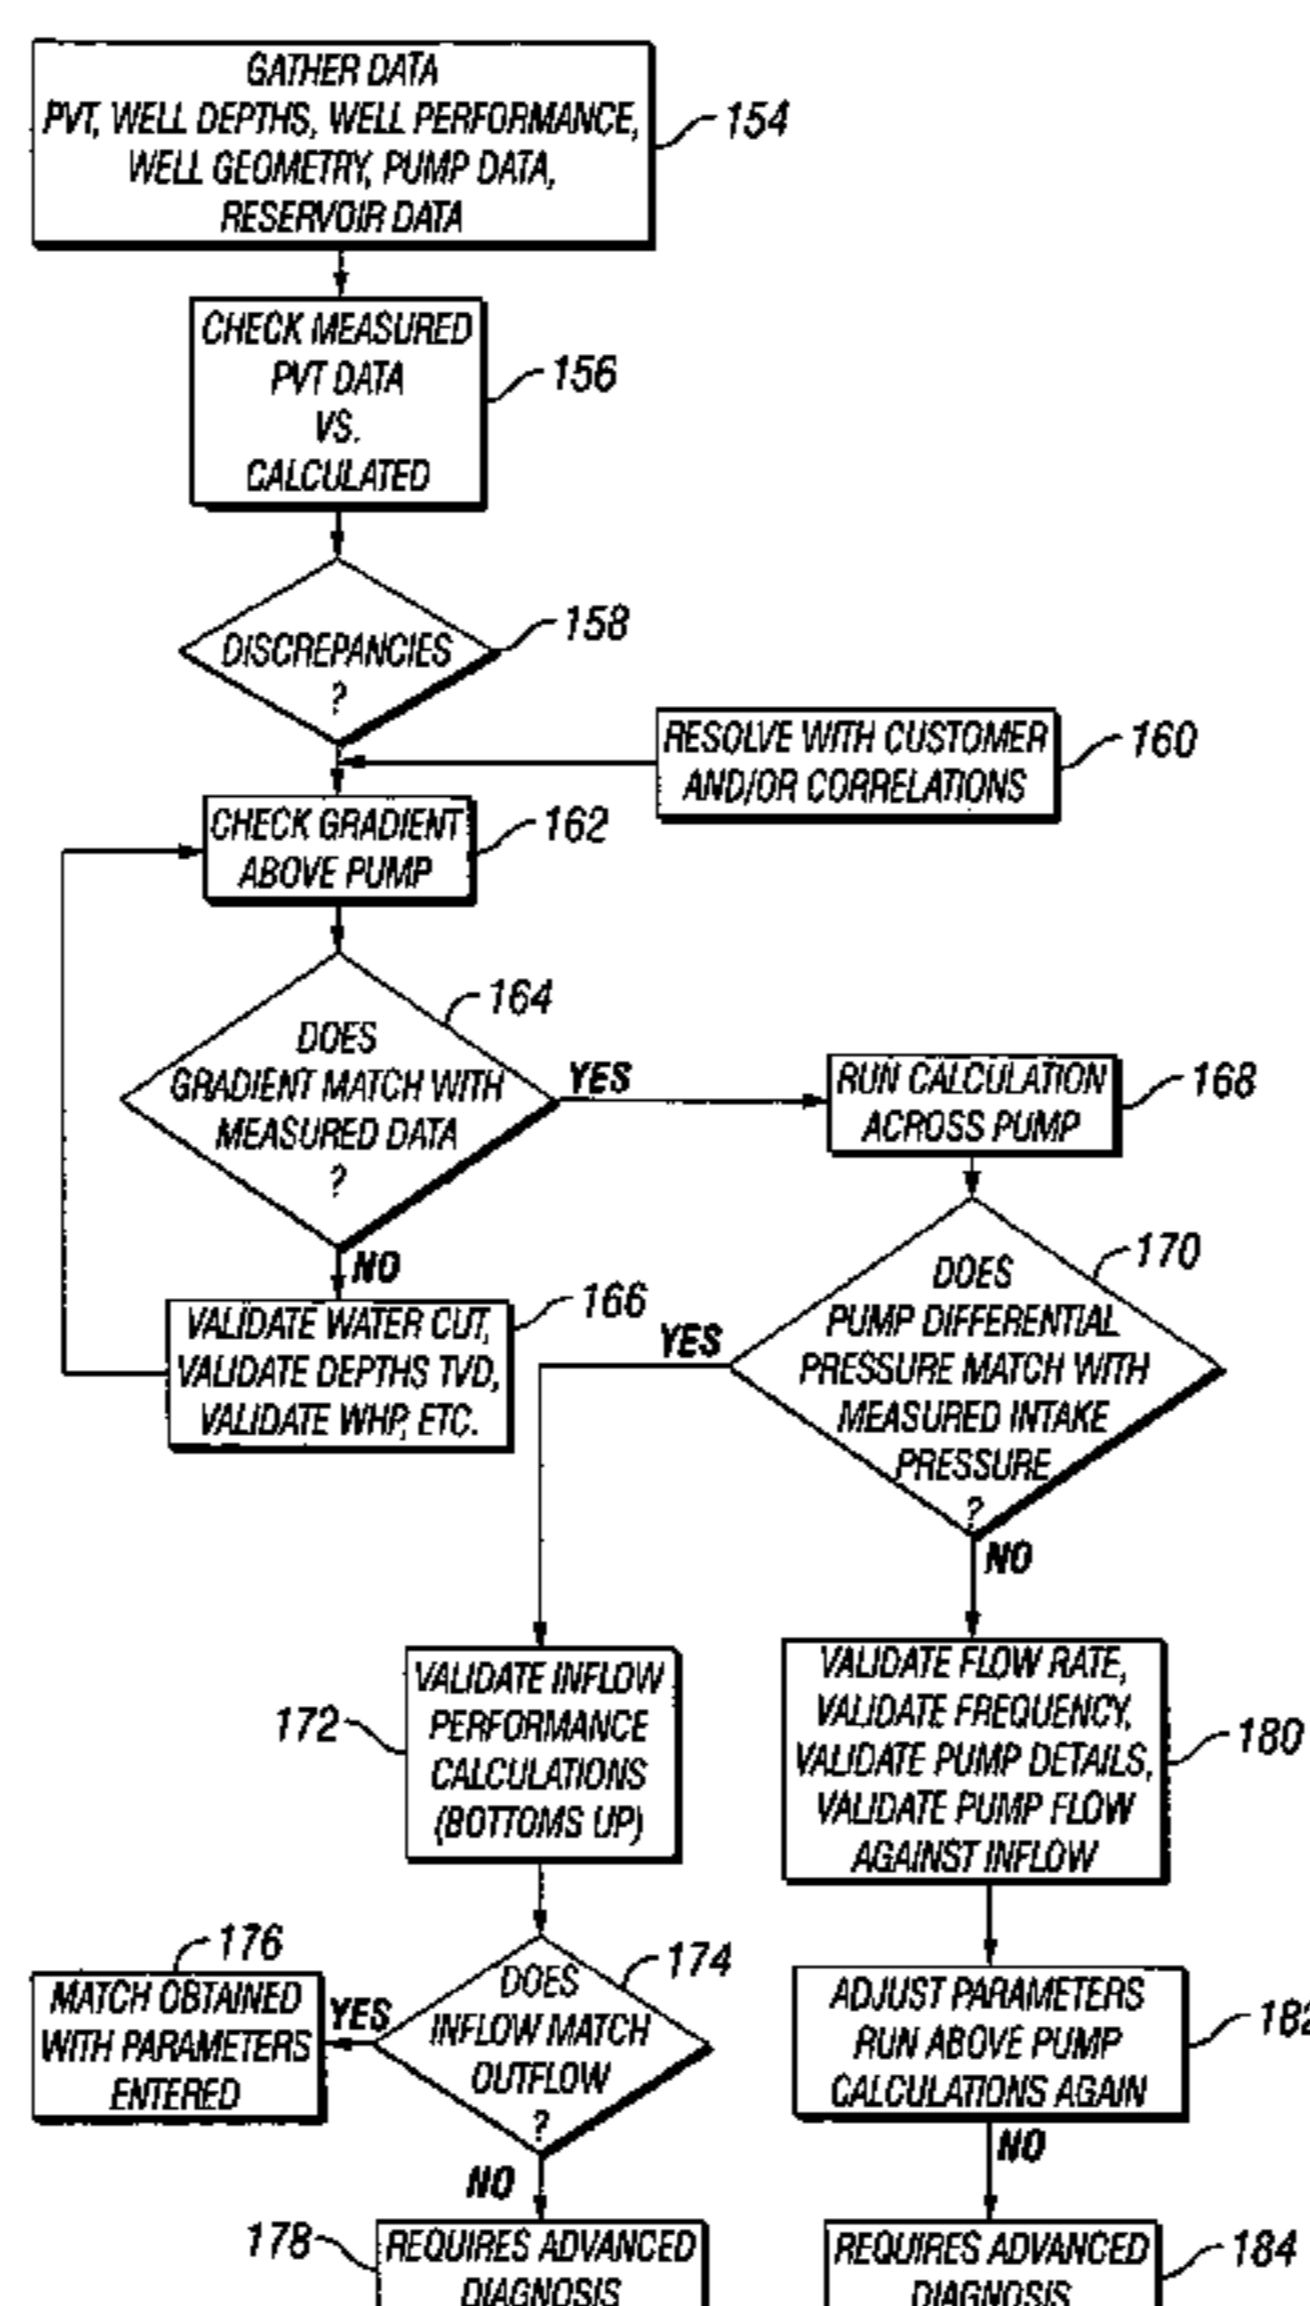 GATHER DATA
PVT, WELL DEPTHS, WELL PERFORMANCE,
WELL GEOMETRY, PUMP DATA,
RESERVOIR DATA
154
CHECK MEASURED
PVT DATA
VS.
CALCULATED
156
DISCREPANCIES
?
158
RESOLVE WITH CUSTOMER
AND/OR CORRELATIONS
160
CHECK GRADIENT
ABOVE PUMP
162
DOES
GRADIENT MATCH WITH
MEASURED DATA
?
164
YES
NO
VALIDATE WATER CUT,
VALIDATE DEPTHS TVD,
VALIDATE WHP, ETC.
166
RUN CALCULATION
ACROSS PUMP
168
DOES
PUMP DIFFERENTIAL
PRESSURE MATCH WITH
MEASURED INTAKE
PRESSURE
?
170
YES
NO
VALIDATE INFLOW
PERFORMANCE
CALCULATIONS
(BOTTOMS UP)
172
VALIDATE FLOW RATE,
VALIDATE FREQUENCY,
VALIDATE PUMP DETAILS,
VALIDATE PUMP FLOW
AGAINST INFLOW
180
DOES
INFLOW MATCH
OUTFLOW
?
174
YES
MATCH OBTAINED
WITH PARAMETERS
ENTERED
176
NO
ADJUST PARAMETERS
RUN ABOVE PUMP
CALCULATIONS AGAIN
182
NO
178
REQUIRES ADVANCED
DIAGNOSIS
REQUIRES ADVANCED
DIAGNOSIS
184